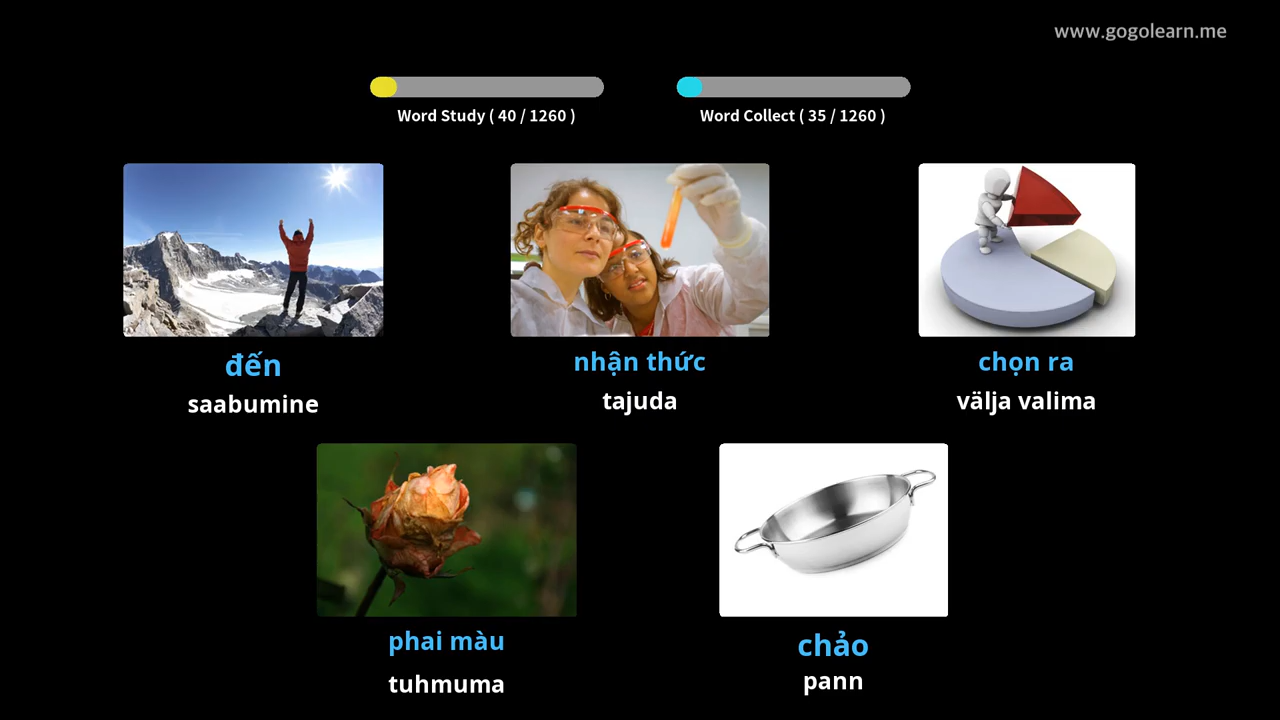 www.gogolearn.me
Word Study ( 40 / 1260 )
Word Collect ( 35 / 1260 )
đến
saabumine
nhận thức
tajuda
chọn ra
välja valima
phai màu
tuhmuma
chảo
pann